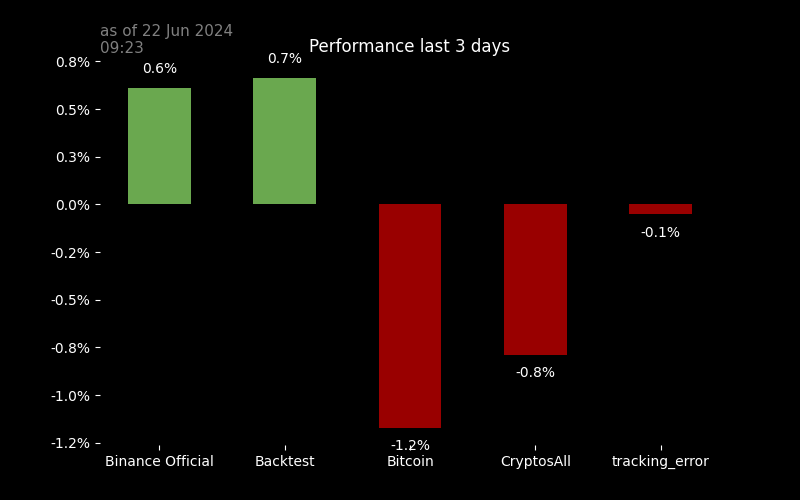 as of 22 Jun 2024
09:23
Performance last 3 days
0.8%
0.5%
0.3%
0.0%
-0.2%
-0.5%
-0.8%
-1.0%
-1.2%
0.6%
0.7%
-1.2%
-0.8%
-0.1%
Binance Official
Backtest
Bitcoin
CryptosAll
tracking_error